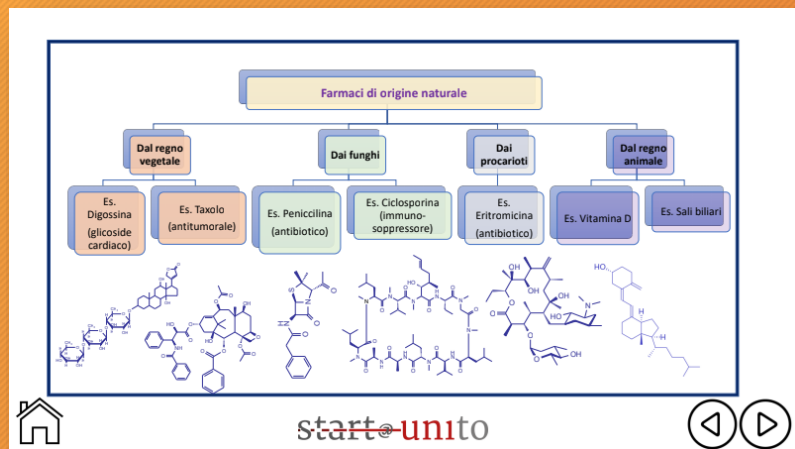 Farmaci di origine naturale
Dal regno
vegetale
Dai funghi
Dai
procarioti
Dal regno
animale
Es.
Digossina
(glicoside
cardiaco)
Es. Taxolo
(antitumorale)
Es. Peniccilina
(antibiotico)
Es. Ciclosporina
(immuno-
soppressore)
Es.
Eritromicina
(antibiotico)
Es. Vitamina D
Es. Sali biliari
start@unito